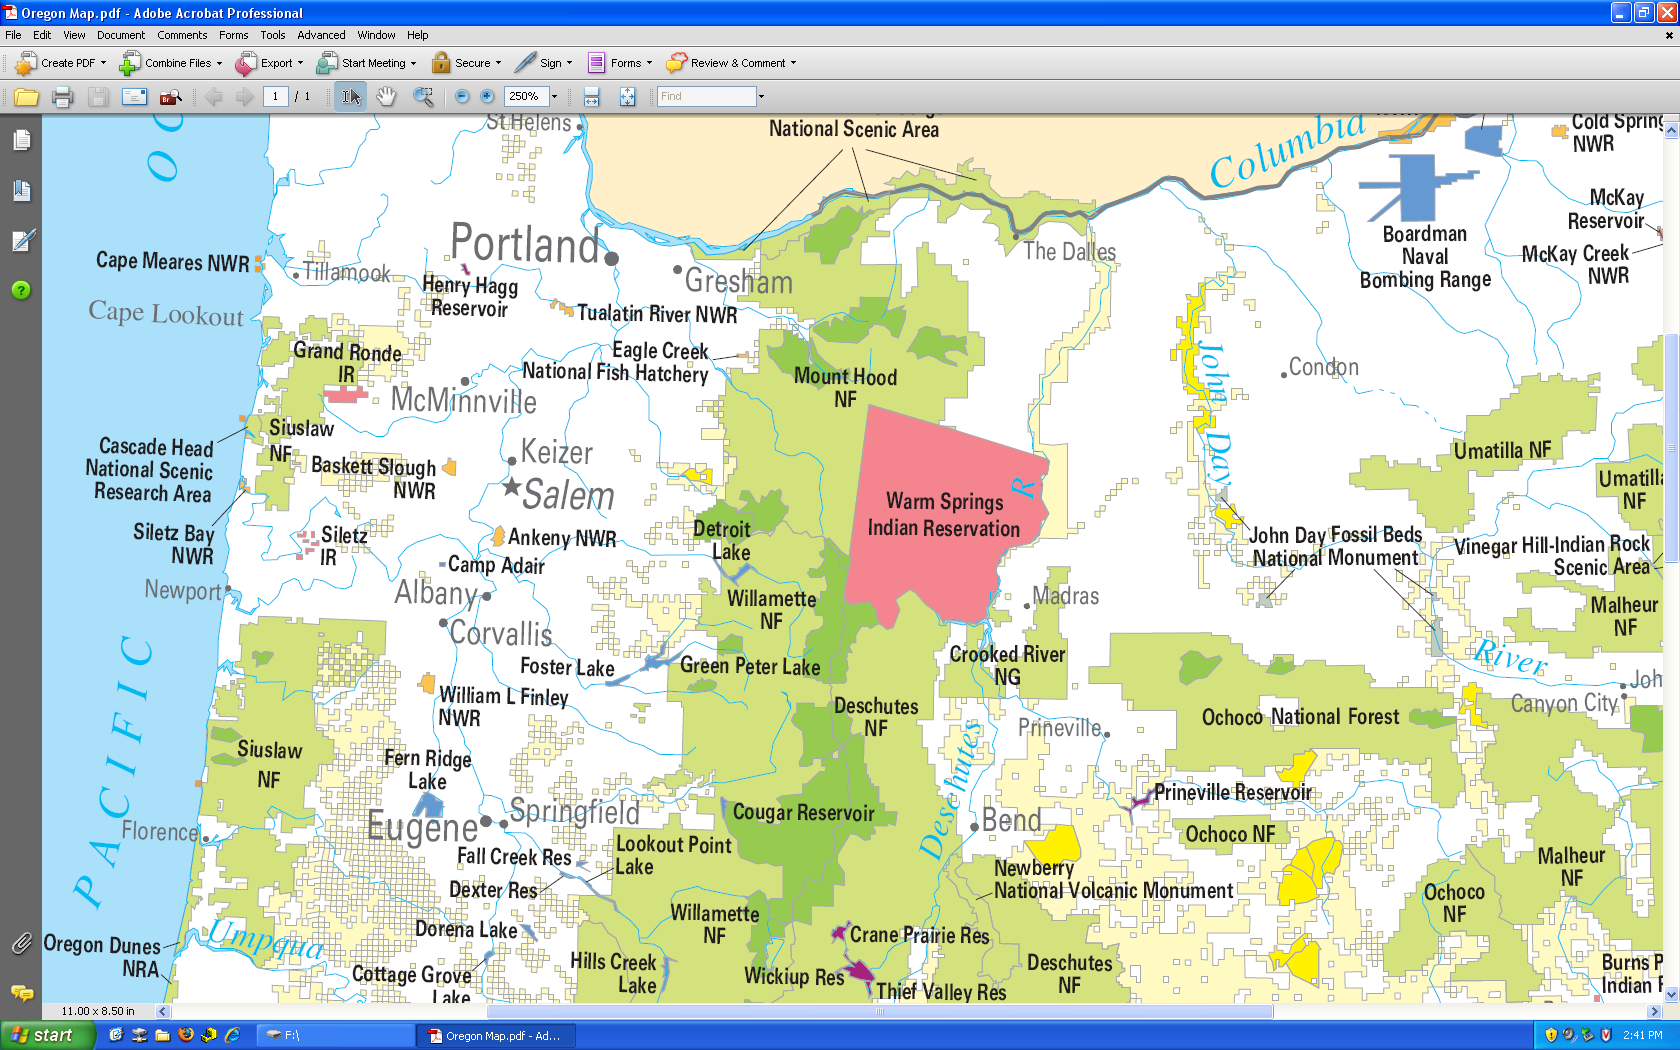 Oregon Map.pdf - Adobe Acrobat Professional
File Edit View Document Comments Forms Tools Advanced Window Help
Create PDF Combine Files Export Start Meeting Secure Sign Forms Review & Comment
1 / 1 250% Find
St Helens
National Scenic Area
Columbia
Cold Spring
NWR
O C
McKay
Reservoir
Boardman
Naval
Bombing Range
McKay Creek
NWR
Portland
The Dalles
Cape Meares NWR
Tillamook
Henry Hagg
Reservoir
Gresham
Cape Lookout
Tualatin River NWR
Grand Ronde
IR
Eagle Creek
National Fish Hatchery
Mount Hood
NF
John Day
Condon
McMinnville
Siuslaw
NF
Cascade Head
National Scenic
Research Area
Baskett Slough
NWR
Keizer
Salem
Umatilla NF
Umatill
NF
Warm Springs
Indian Reservation
R
Siletz Bay
NWR
Siletz
IR
Ankeny NWR
Detroit
Lake
John Day Fossil Beds
National Monument
Vinegar Hill-Indian Rock
Scenic Area
Camp Adair
Newport
Albany
Willamette
NF
Madras
Malheur
NF
Corvallis
PACIFIC
Foster Lake
Green Peter Lake
Crooked River
NG
River
Joh
William L Finley
NWR
Deschutes
NF
Canyon City
Ochoco National Forest
Prineville
Siuslaw
NF
Fern Ridge
Lake
Deschutes
Prineville Reservoir
Cougar Reservoir
Springfield
Eugene
Bend
Florence
Ochoco NF
Lookout Point
Lake
Fall Creek Res
Dexter Res
Newberry
National Volcanic Monument
Malheur
NF
Ochoco
NF
Willamette
NF
Dorena Lake
Crane Prairie Res
Umpqua
Oregon Dunes
NRA
Cottage Grove
Lake
Hills Creek
Lake
Wickiup Res
Thief Valley Res
Deschutes
NF
Burns P
Indian F
11.00 x 8.50 in
start F:\ Oregon Map.pdf - Ad... 2:41 PM